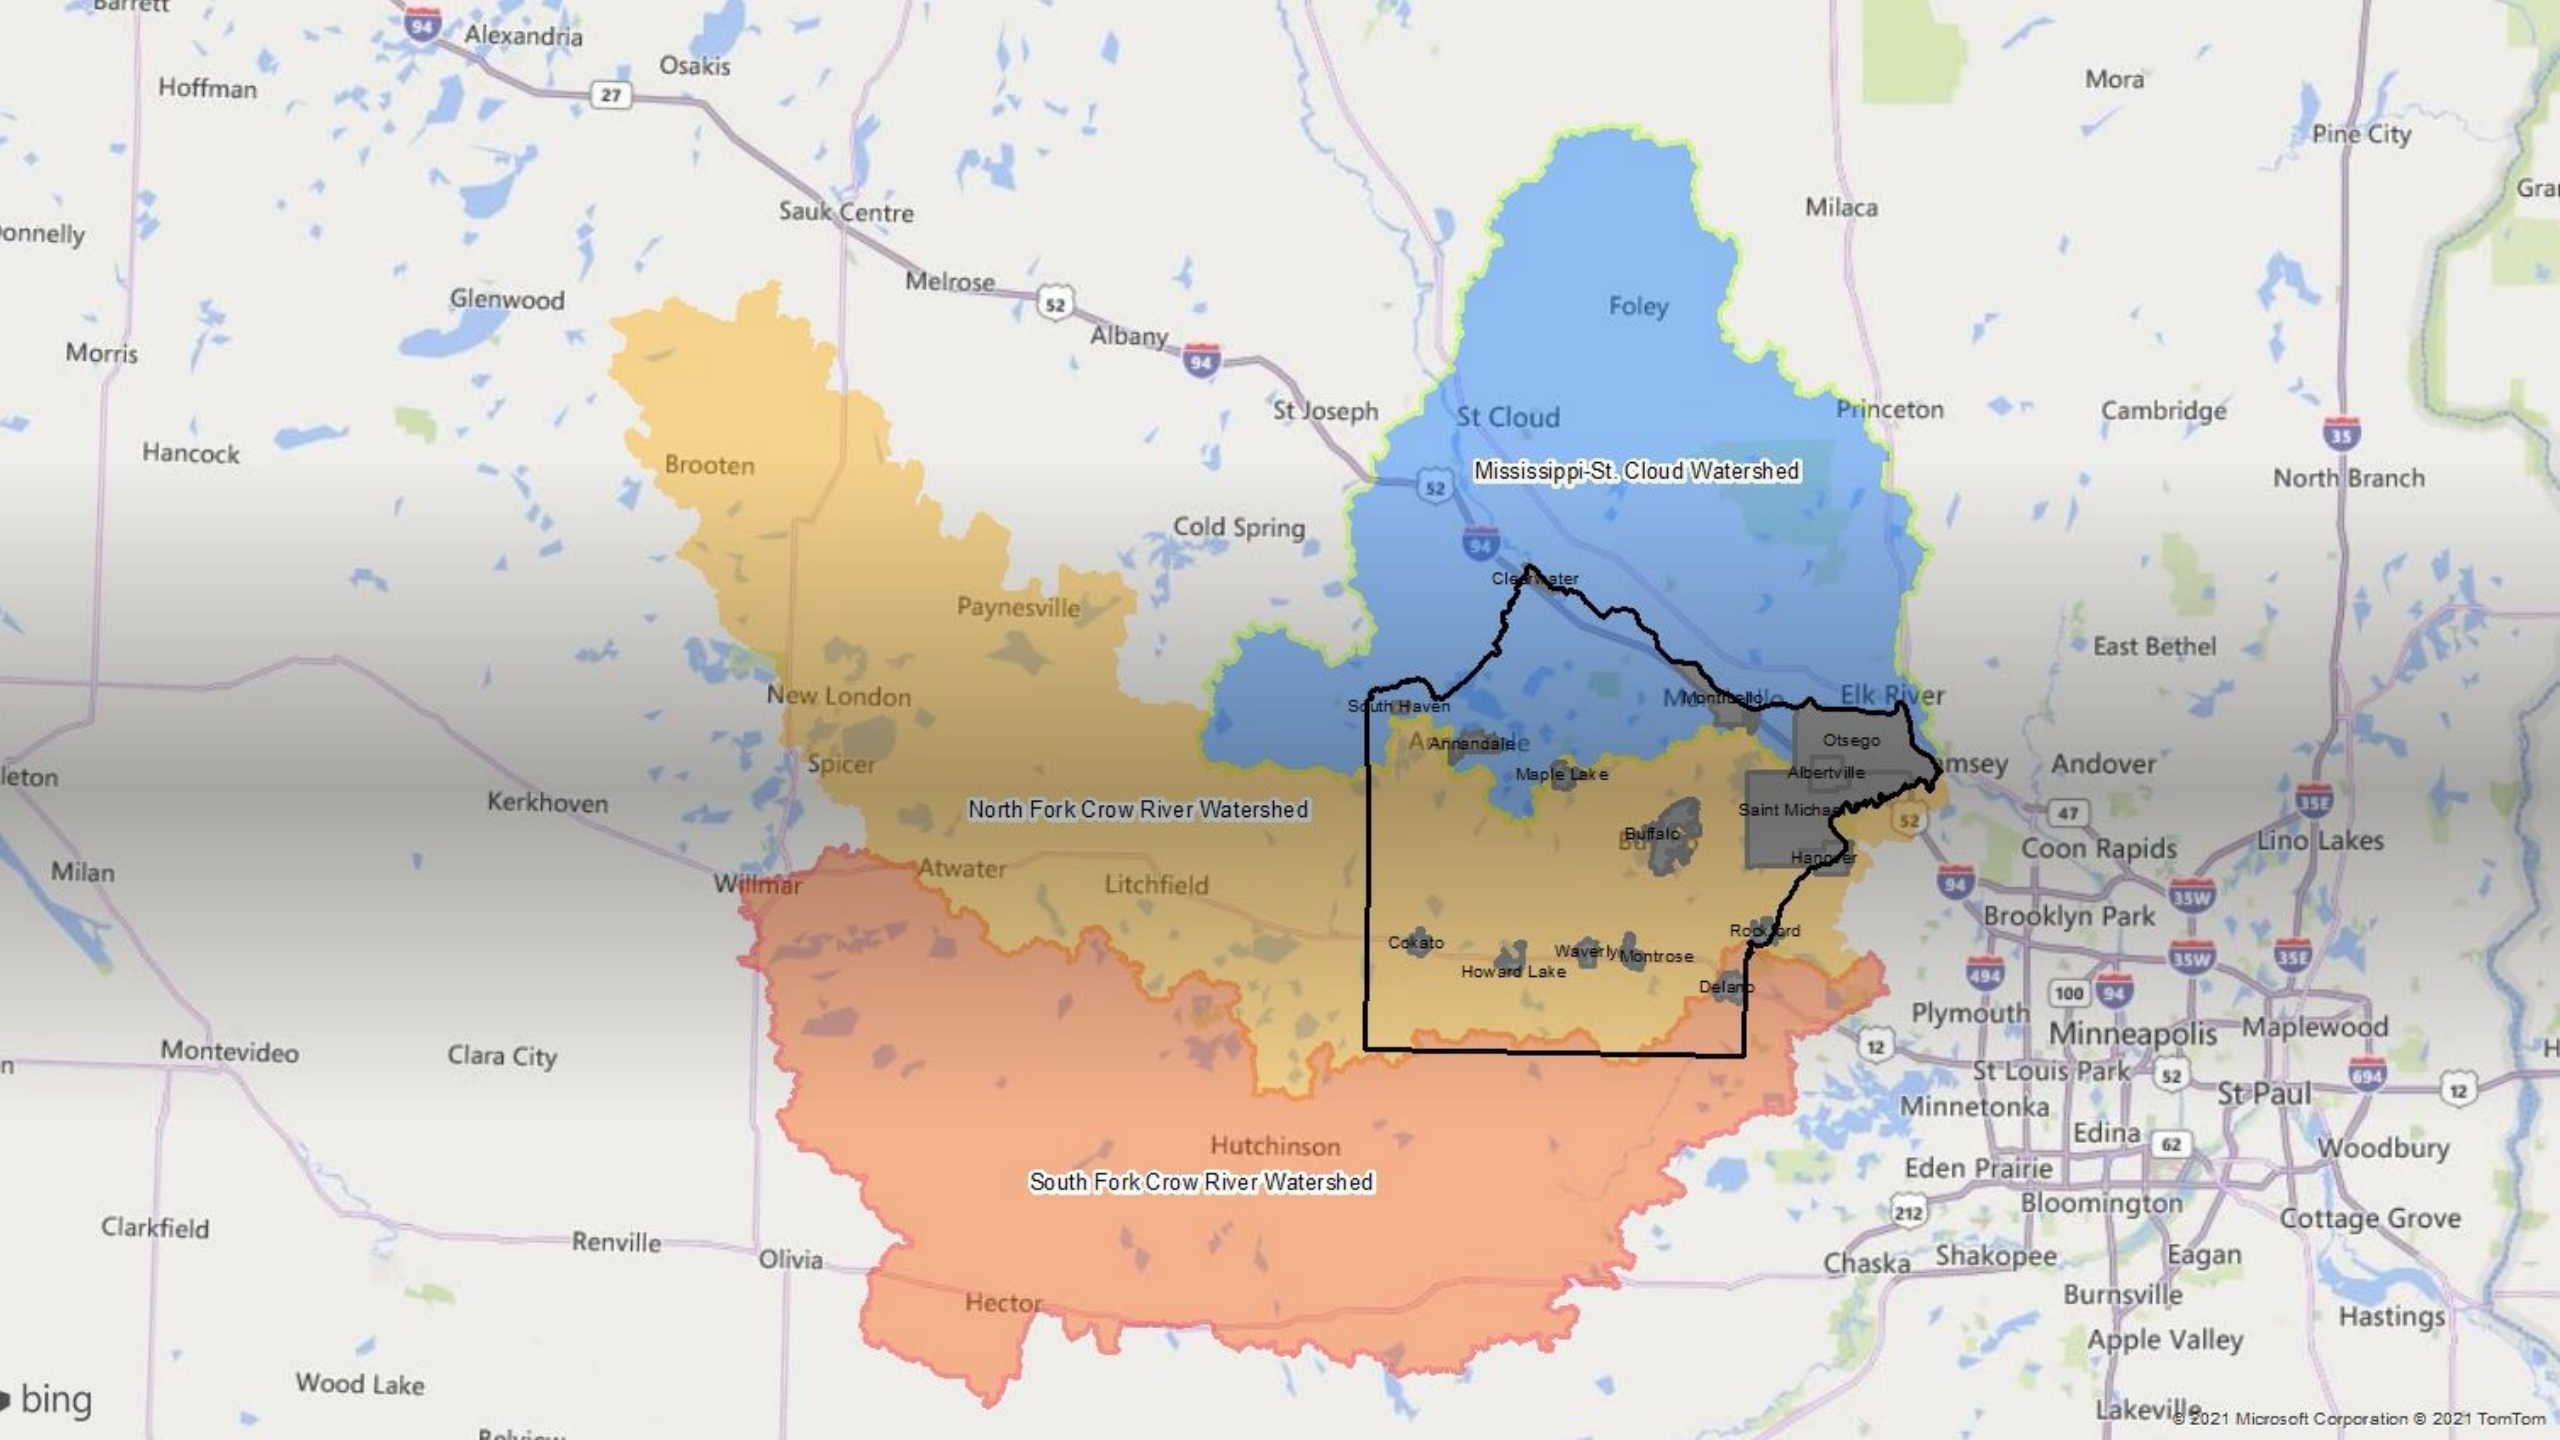 Barrett
94
Alexandria
Osakis
27
Hoffman
Mora
Pine City
Sauk Centre
Milaca
onnelly
Melrose
52
Glenwood
Foley
Albany
94
Morris
St Joseph
St Cloud
Princeton
Cambridge
35
Hancock
Brooten
Mississippi-St. Cloud Watershed
North Branch
52
Cold Spring
94
Clearwater
Paynesville
East Bethel
New London
South Haven
Monticello
Elk River
Annandale
Otsego
Spicer
Maple Lake
Albertville
msey
Andover
leton
Kerkhoven
North Fork Crow River Watershed
Saint Michael
52
47
35E
Buffalo
Coon Rapids
Lino Lakes
Milan
Atwater
Hanover
Willmar
Litchfield
94
35W
Brooklyn Park
Rockford
Cokato
Waverly
Montrose
35W
35E
Howard Lake
494
Delano
100
94
Plymouth
Minneapolis
Maplewood
Montevideo
Clara City
12
n
St Louis Park
52
694
12
St Paul
Minnetonka
Hutchinson
Edina
62
Woodbury
South Fork Crow River Watershed
Eden Prairie
212
Bloomington
Clarkfield
Cottage Grove
Renville
Olivia
Chaska
Shakopee
Eagan
Hector
Burnsville
Hastings
Apple Valley
Wood Lake
bing
Lakeville
© 2021 Microsoft Corporation © 2021 TomTom